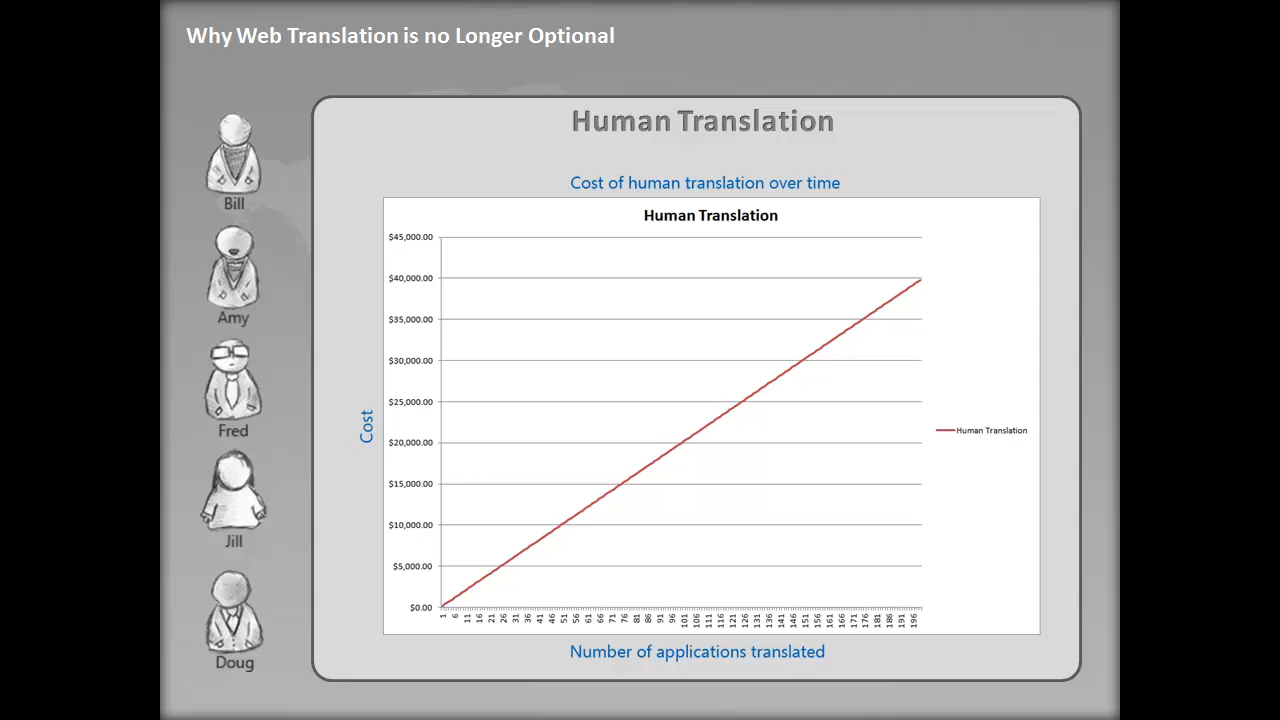 Why Web Translation is no Longer Optional
Bill
Amy
Fred
Jill
Doug
Human Translation
Cost of human translation over time
Human Translation
$45,000.00
$40,000.00
$35,000.00
$30,000.00
$25,000.00
$20,000.00
$15,000.00
$10,000.00
$5,000.00
$0.00
Cost
1 6 11 16 21 26 31 36 41 46 51 56 61 66 71 76 81 86 91 96 101 106 111 116 121 126 131 136 141 146 151 156 161 166 171 176 181 186 191 196
Human Translation
Number of applications translated